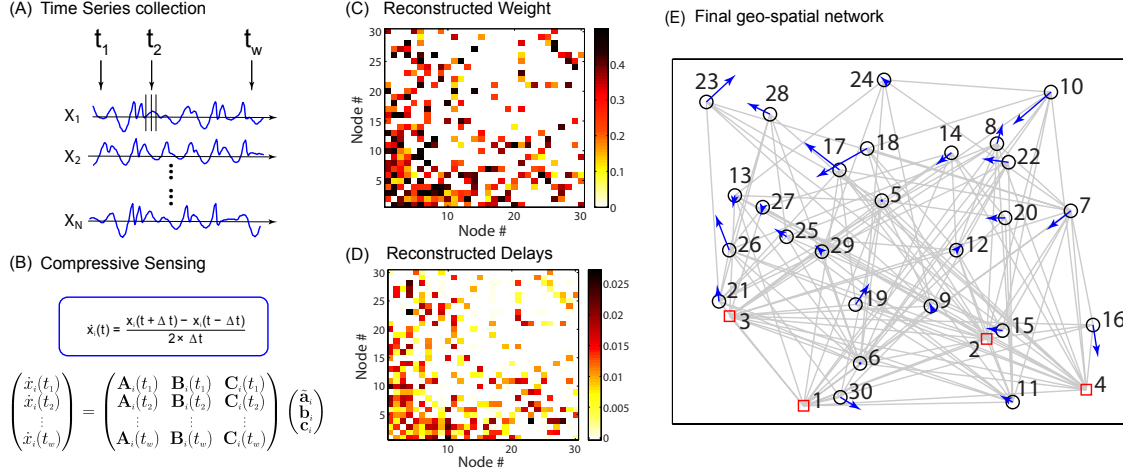 (A) Time Series collection
t1 t2 tw
X1
X2
XN
(B) Compressive Sensing
ẋi(t) = xi(t + Δ t) − xi(t − Δt) / 2 × Δ t
ẋi(t1) Ai(t1) Bi(t1) Ci(t1)
ẋi(t2) = Ai(t2) Bi(t2) Ci(t2) ãi
⋮ ⋮ ⋮ ⋮ bi
ẋi(tw) Ai(tw) Bi(tw) Ci(tw) ci
(C) Reconstructed Weight
Node #
30
25
20
15
10
5
10 20 30
Node #
0.4
0.3
0.2
0.1
0
(D) Reconstructed Delays
Node #
30
25
20
15
10
5
10 20 30
Node #
0.025
0.02
0.015
0.01
0.005
0
(E) Final geo-spatial network
23
28
24
10
17
18
14
8
22
13
27
5
20
7
26
25
29
12
21
3
19
9
15
2
16
6
30
1
11
4